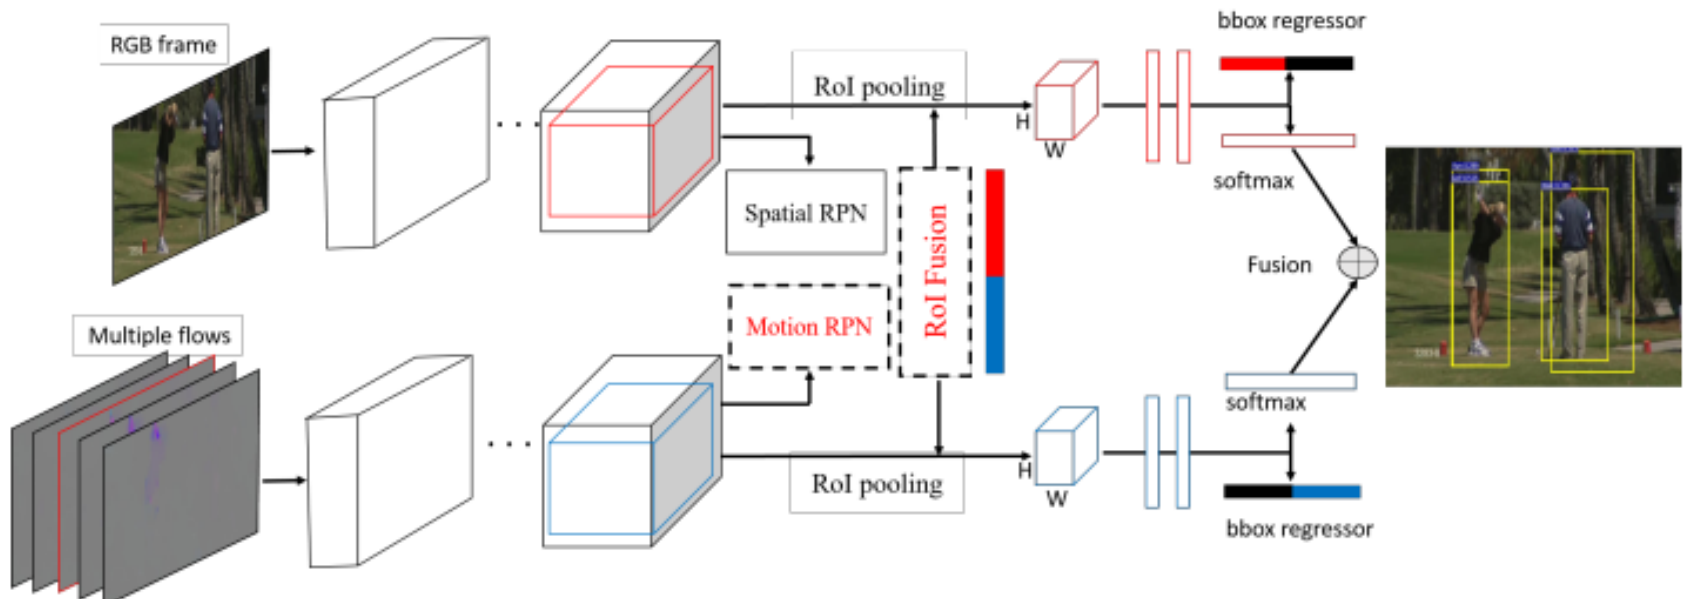 bbox regressor
RGB frame
RoI pooling
H
W
softmax
Spatial RPN
RoI Fusion
Fusion
Motion RPN
Multiple flows
softmax
RoI pooling
H
W
bbox regressor